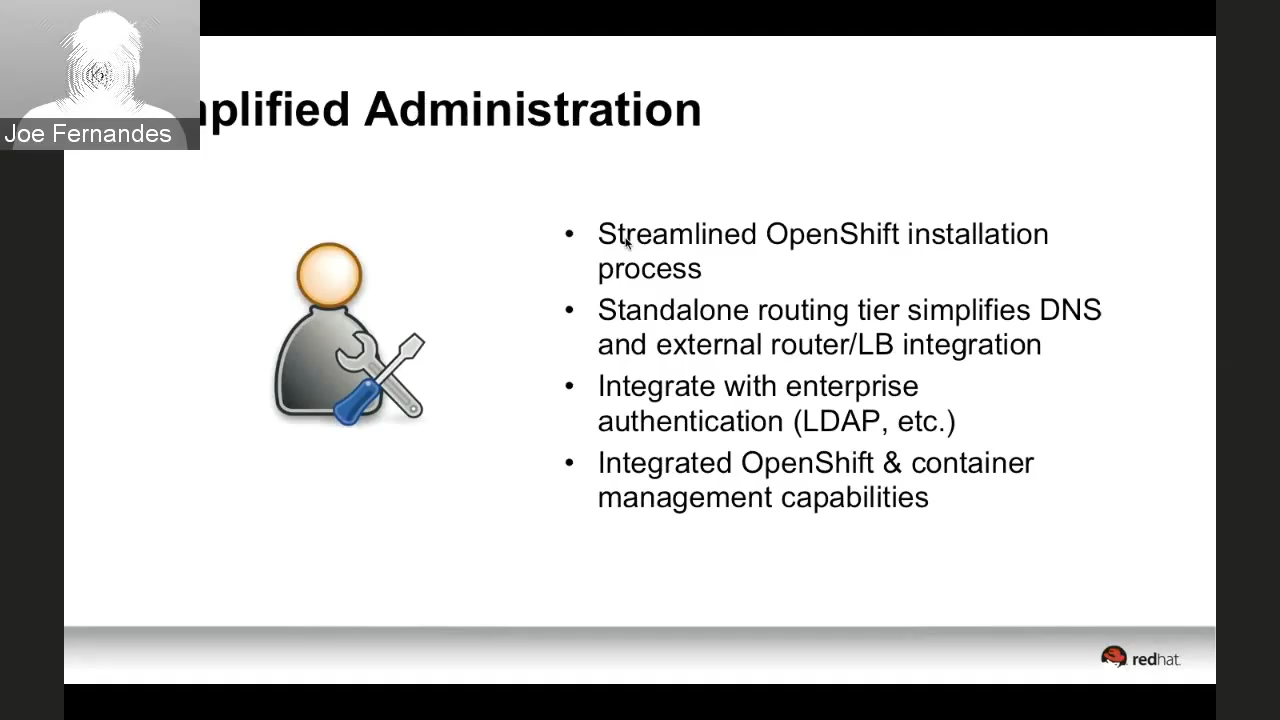 Joe Fernandes
mplified Administration
• Streamlined OpenShift installation
process
• Standalone routing tier simplifies DNS
and external router/LB integration
• Integrate with enterprise
authentication (LDAP, etc.)
• Integrated OpenShift & container
management capabilities
redhat.